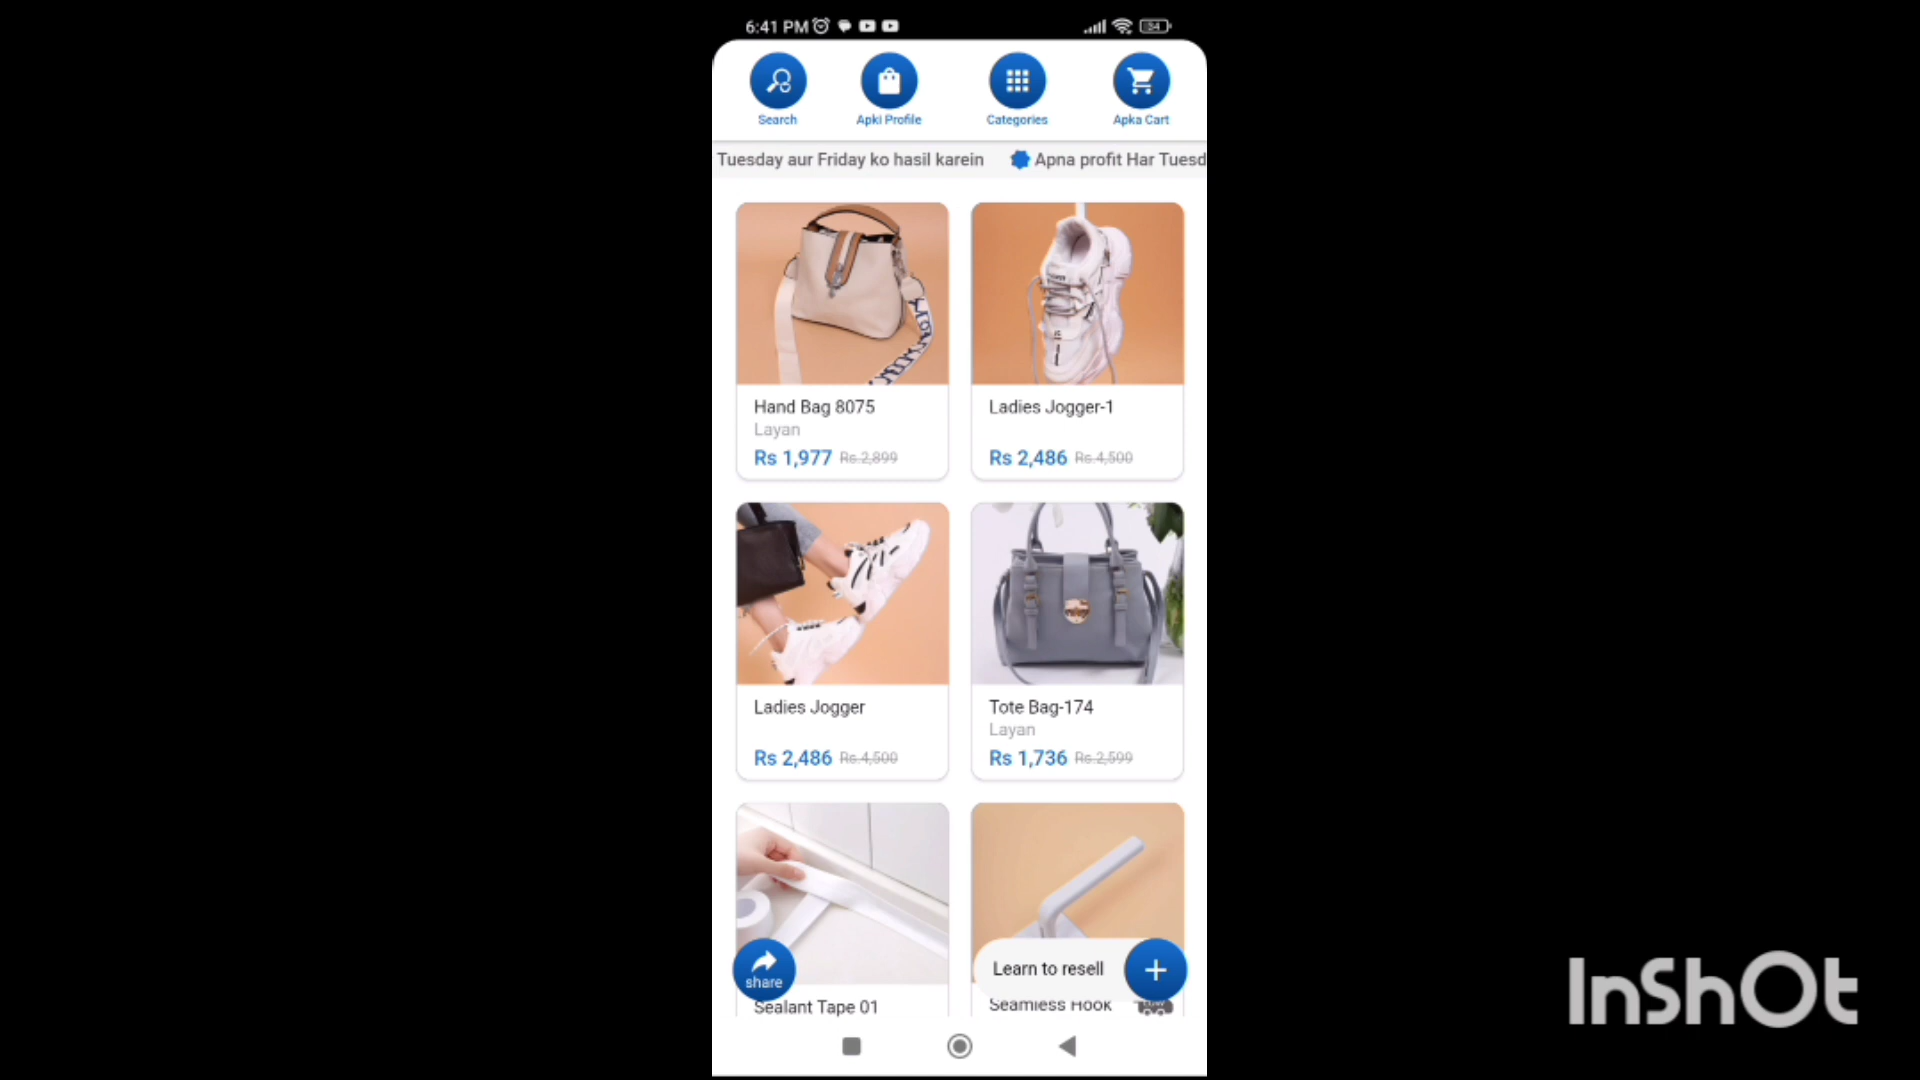 6:41 PM
34
Search
Apki Profile
Categories
Apka Cart
Tuesday aur Friday ko hasil karein
Apna profit Har Tuesd
Hand Bag 8075
Layan
Rs 1,977 Rs.2,899
Ladies Jogger-1
Rs 2,486 Rs.4,500
Ladies Jogger
Rs 2,486 Rs.4,500
Tote Bag-174
Layan
Rs 1,736 Rs.2,599
share
Learn to resell
Sealant Tape 01
Seamless Hook
InShOt